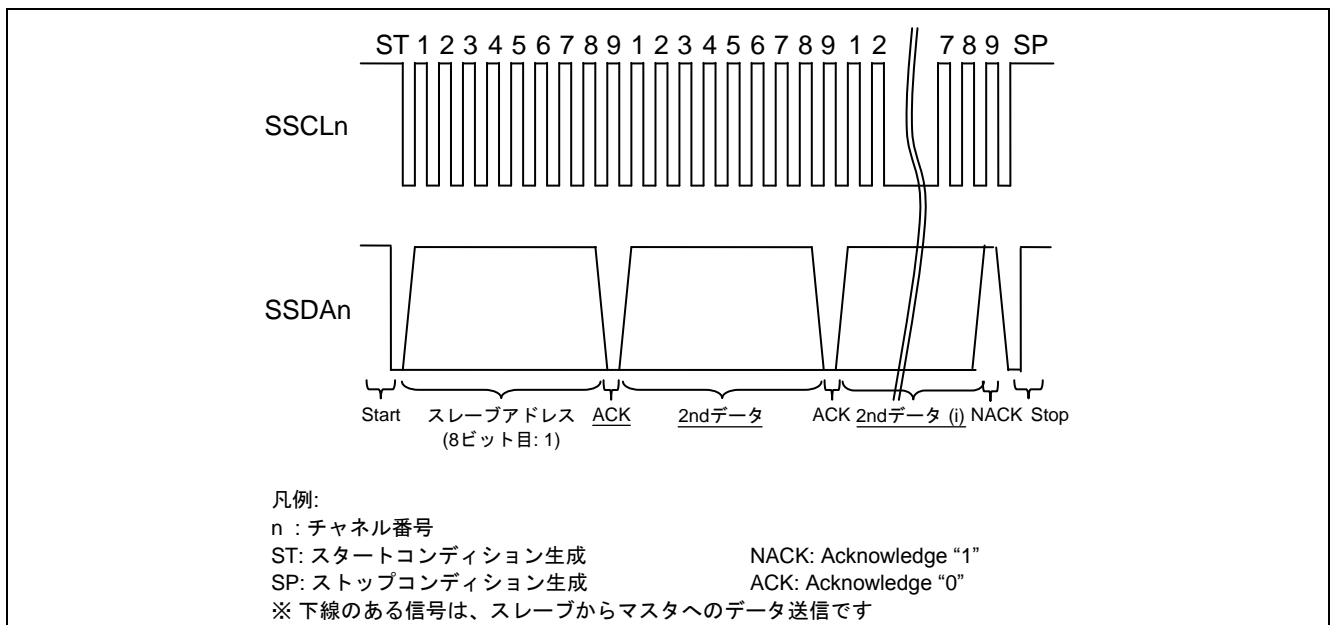 ST 1 2 3 4 5 6 7 8 9 1 2 3 4 5 6 7 8 9 1 2 7 8 9 SP
SSCLn
SSDAn
Start スレーブアドレス ACK 2ndデータ ACK 2ndデータ (i) NACK Stop
(8ビット目: 1)
凡例:
n : チャネル番号
ST: スタートコンディション生成 NACK: Acknowledge “1”
SP: ストップコンディション生成 ACK: Acknowledge “0”
※ 下線のある信号は、スレーブからマスタへのデータ送信です